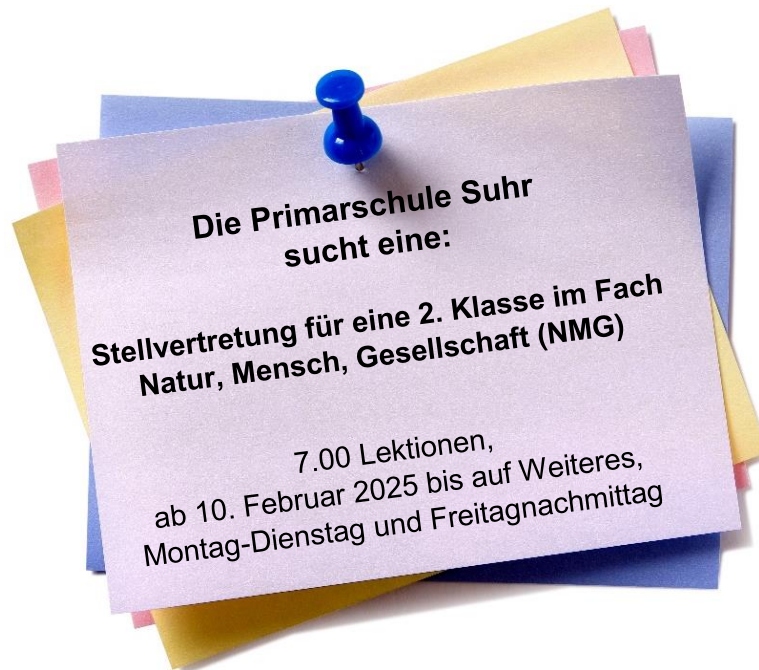 Die Primarschule Suhr
sucht eine:
Stellvertretung für eine 2. Klasse im Fach
Natur, Mensch, Gesellschaft (NMG)
7.00 Lektionen,
ab 10. Februar 2025 bis auf Weiteres,
Montag-Dienstag und Freitagnachmittag